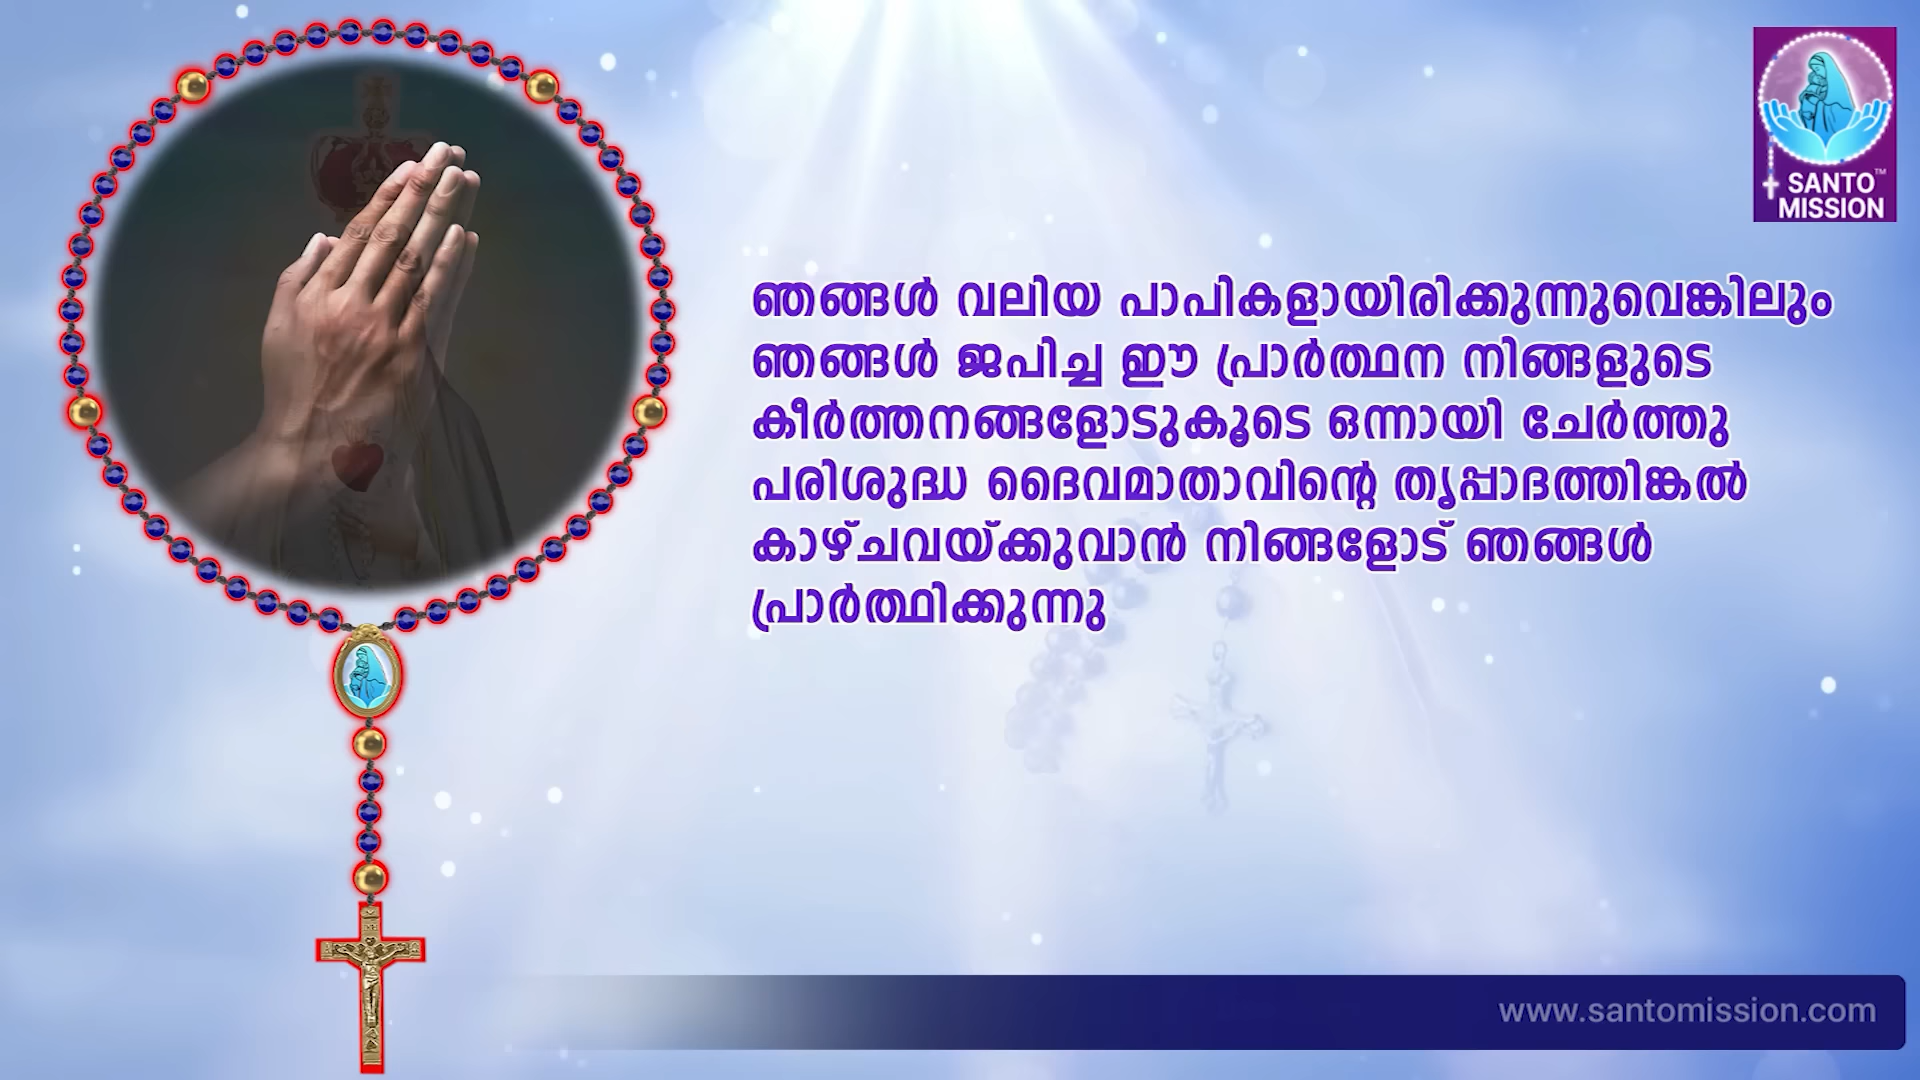 SANTO™
MISSION
ഞങ്ങൾ വലിയ പാപികളായിരിക്കുന്നുവെങ്കിലും
ഞങ്ങൾ ജപിച്ച ഈ പ്രാർത്ഥന നിങ്ങളുടെ
കീർത്തനങ്ങളോടുകൂടെ ഒന്നായി ചേർത്തു
പരിശുദ്ധ ദൈവമാതാവിന്റെ തൃപ്പാദത്തിങ്കൽ
കാഴ്ചവയ്ക്കുവാൻ നിങ്ങളോട് ഞങ്ങൾ
പ്രാർത്ഥിക്കുന്നു
www.santomission.com